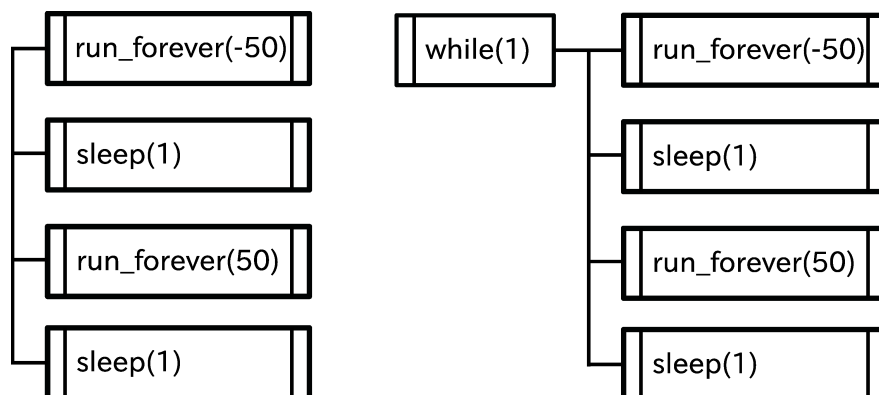 run_forever(-50)
sleep(1)
run_forever(50)
sleep(1)
while(1)
run_forever(-50)
sleep(1)
run_forever(50)
sleep(1)